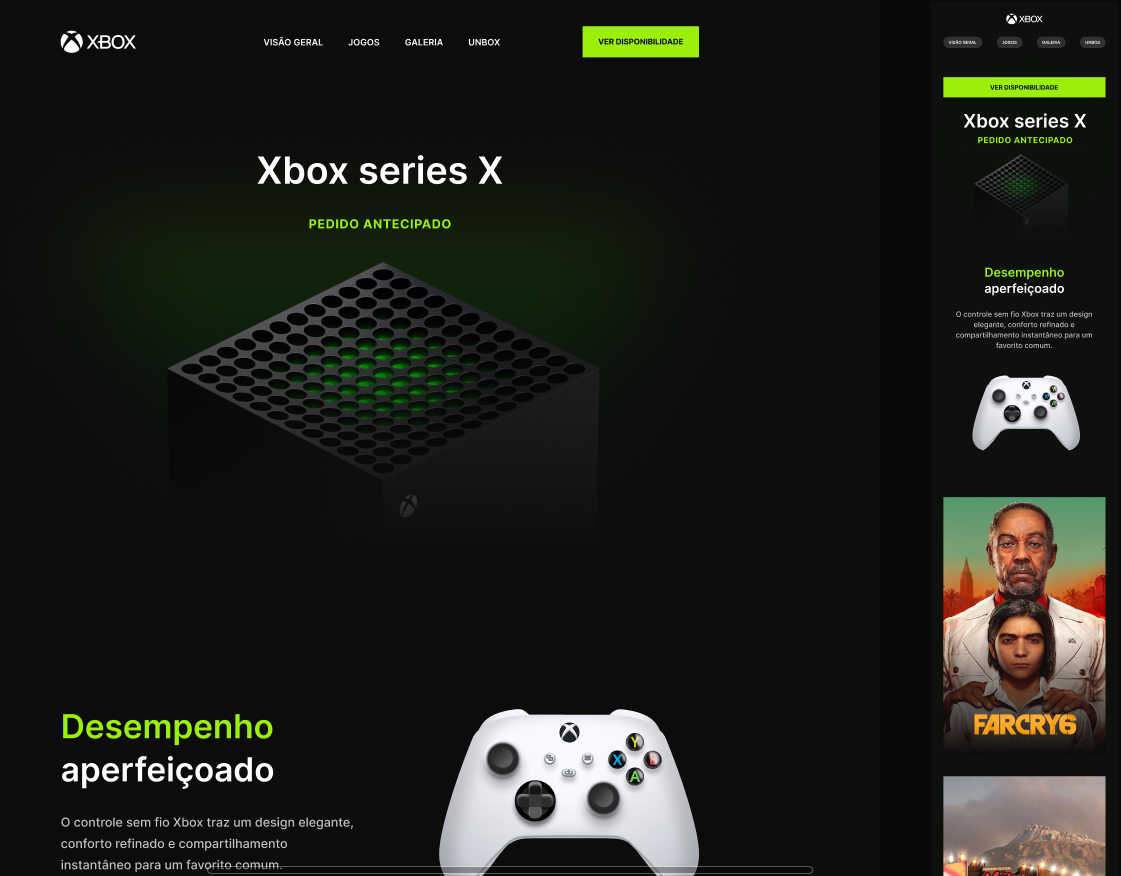 XBOX
VISÃO GERAL
JOGOS
GALERIA
UNBOX
VER DISPONIBILIDADE
Xbox series X
PEDIDO ANTECIPADO
Desempenho
aperfeiçoado
O controle sem fio Xbox traz um design elegante,
conforto refinado e compartilhamento
instantâneo para um favorito comum.
Y
X
B
A
XBOX
VISÃO GERAL
JOGOS
GALERIA
UNBOX
VER DISPONIBILIDADE
Xbox series X
PEDIDO ANTECIPADO
Desempenho
aperfeiçoado
O controle sem fio Xbox traz um design
elegante, conforto refinado e
compartilhamento instantâneo para um
favorito comum.
FARCRY6